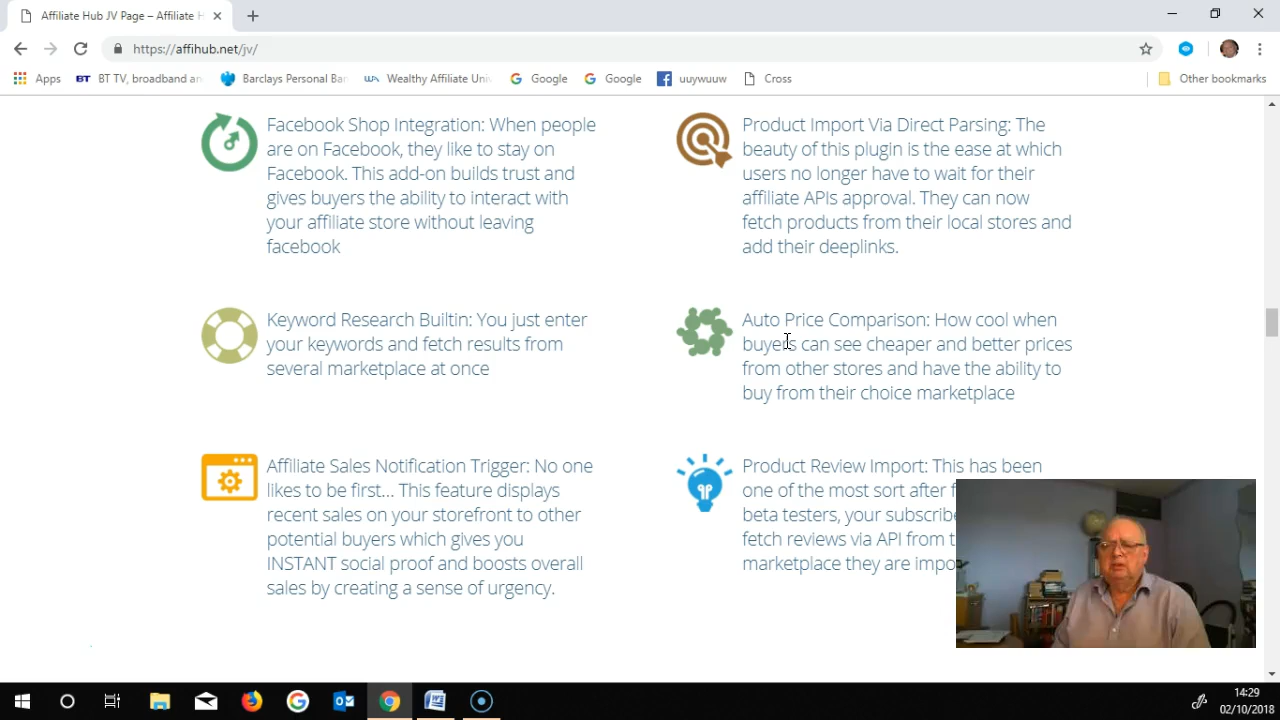 Affiliate Hub JV Page – Affiliate H
https://affihub.net/jv/
Apps
BT
BT TV, broadband an
Barclays Personal Ban
Wealthy Affiliate Univ
Google
Google
uuywuuw
Cross
Other bookmarks
Facebook Shop Integration: When people
are on Facebook, they like to stay on
Facebook. This add-on builds trust and
gives buyers the ability to interact with
your affiliate store without leaving
facebook
Product Import Via Direct Parsing: The
beauty of this plugin is the ease at which
users no longer have to wait for their
affiliate APIs approval. They can now
fetch products from their local stores and
add their deeplinks.
Keyword Research Builtin: You just enter
your keywords and fetch results from
several marketplace at once
Auto Price Comparison: How cool when
buyers can see cheaper and better prices
from other stores and have the ability to
buy from their choice marketplace
Affiliate Sales Notification Trigger: No one
likes to be first... This feature displays
recent sales on your storefront to other
potential buyers which gives you
INSTANT social proof and boosts overall
sales by creating a sense of urgency.
Product Review Import: This has been
one of the most sort after f
beta testers, your subscribe
fetch reviews via API from t
marketplace they are impo
14:29
02/10/2018